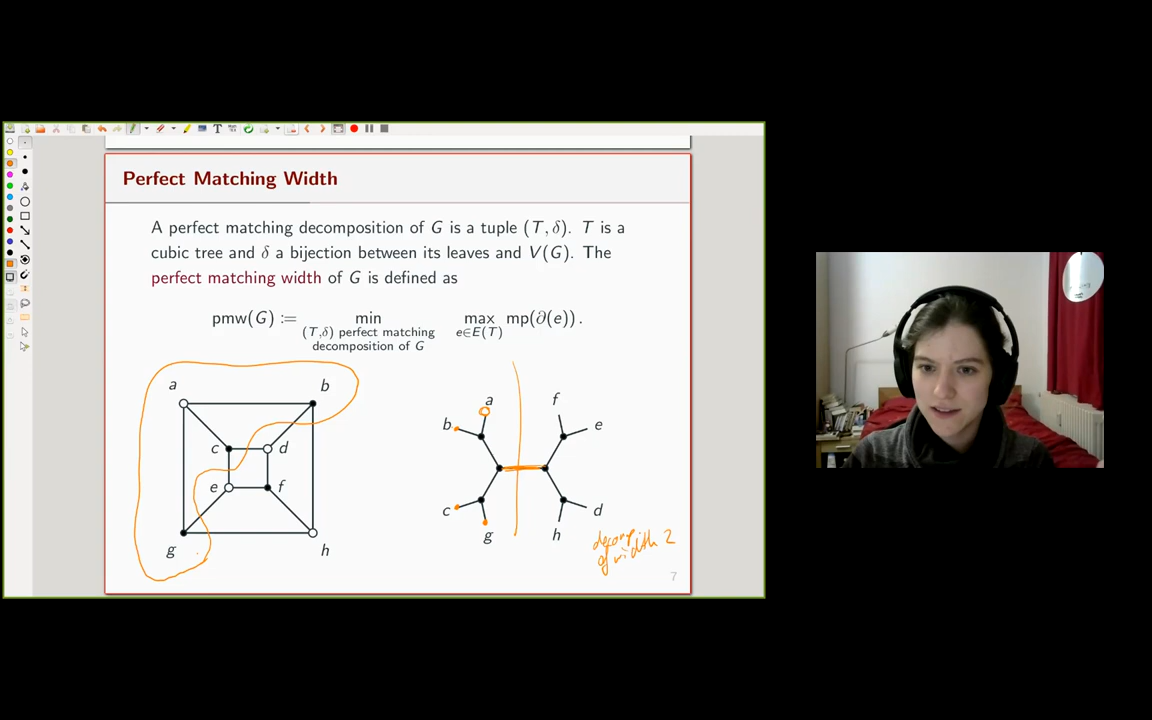 Perfect Matching Width
A perfect matching decomposition of G is a tuple (T, δ). T is a
cubic tree and δ a bijection between its leaves and V(G). The
perfect matching width of G is defined as
pmw(G) := min max mp(∂(e)).
(T,δ) perfect matching e∈E(T)
decomposition of G
a
b
c
d
e
f
g
h
a
f
b
e
c
d
g
h
decomp
of width 2
7